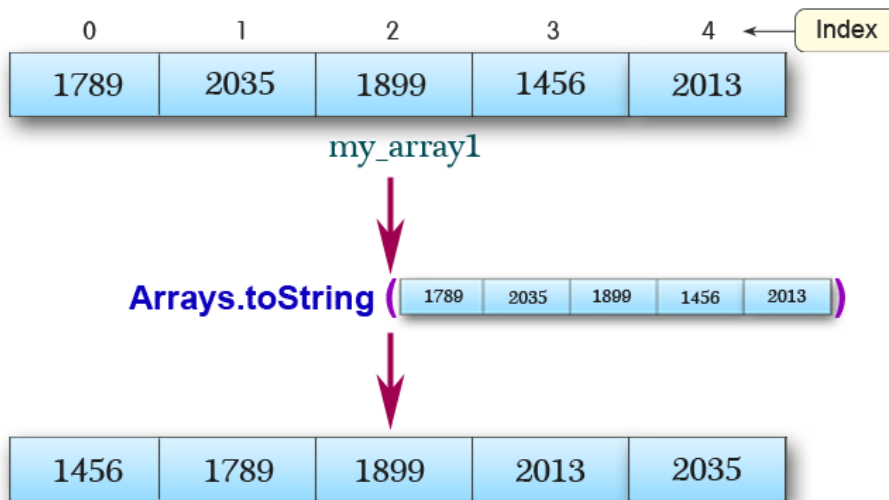 0 1 2 3 4 Index
1789 2035 1899 1456 2013
my_array1
Arrays.toString ( 1789 2035 1899 1456 2013 )
1456 1789 1899 2013 2035